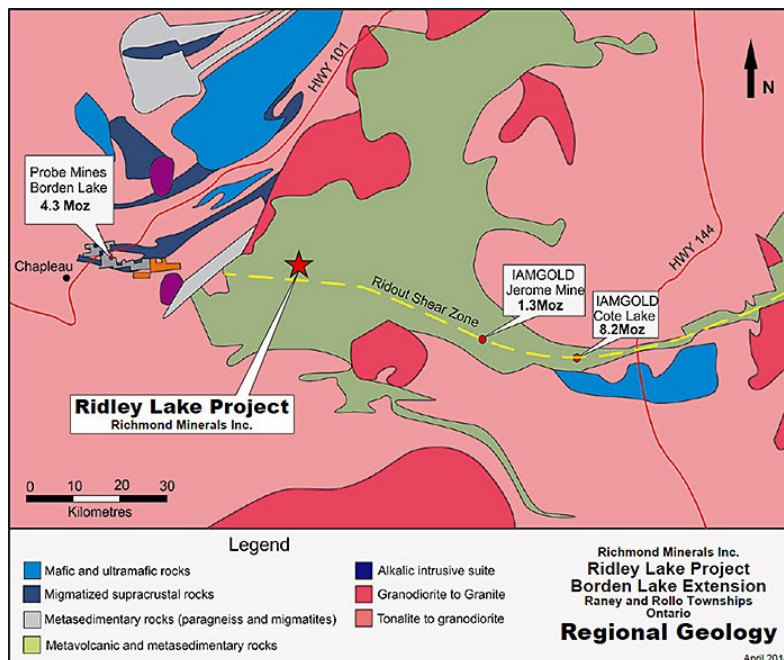 HWY 101
N
Probe Mines
Borden Lake
4.3 Moz
Chapleau
HWY 144
Ridout Shear Zone
IAMGOLD
Jerome Mine
1.3Moz
IAMGOLD
Cote Lake
8.2Moz
Ridley Lake Project
Richmond Minerals Inc.
0 10 20 30
Kilometres
Legend
Mafic and ultramafic rocks
Migmatized supracrustal rocks
Metasedimentary rocks (paragneiss and migmatites)
Metavolcanic and metasedimentary rocks
Alkalic intrusive suite
Granodiorite to Granite
Tonalite to granodiorite
Richmond Minerals Inc.
Ridley Lake Project
Borden Lake Extension
Raney and Rollo Townships
Ontario
Regional Geology
April